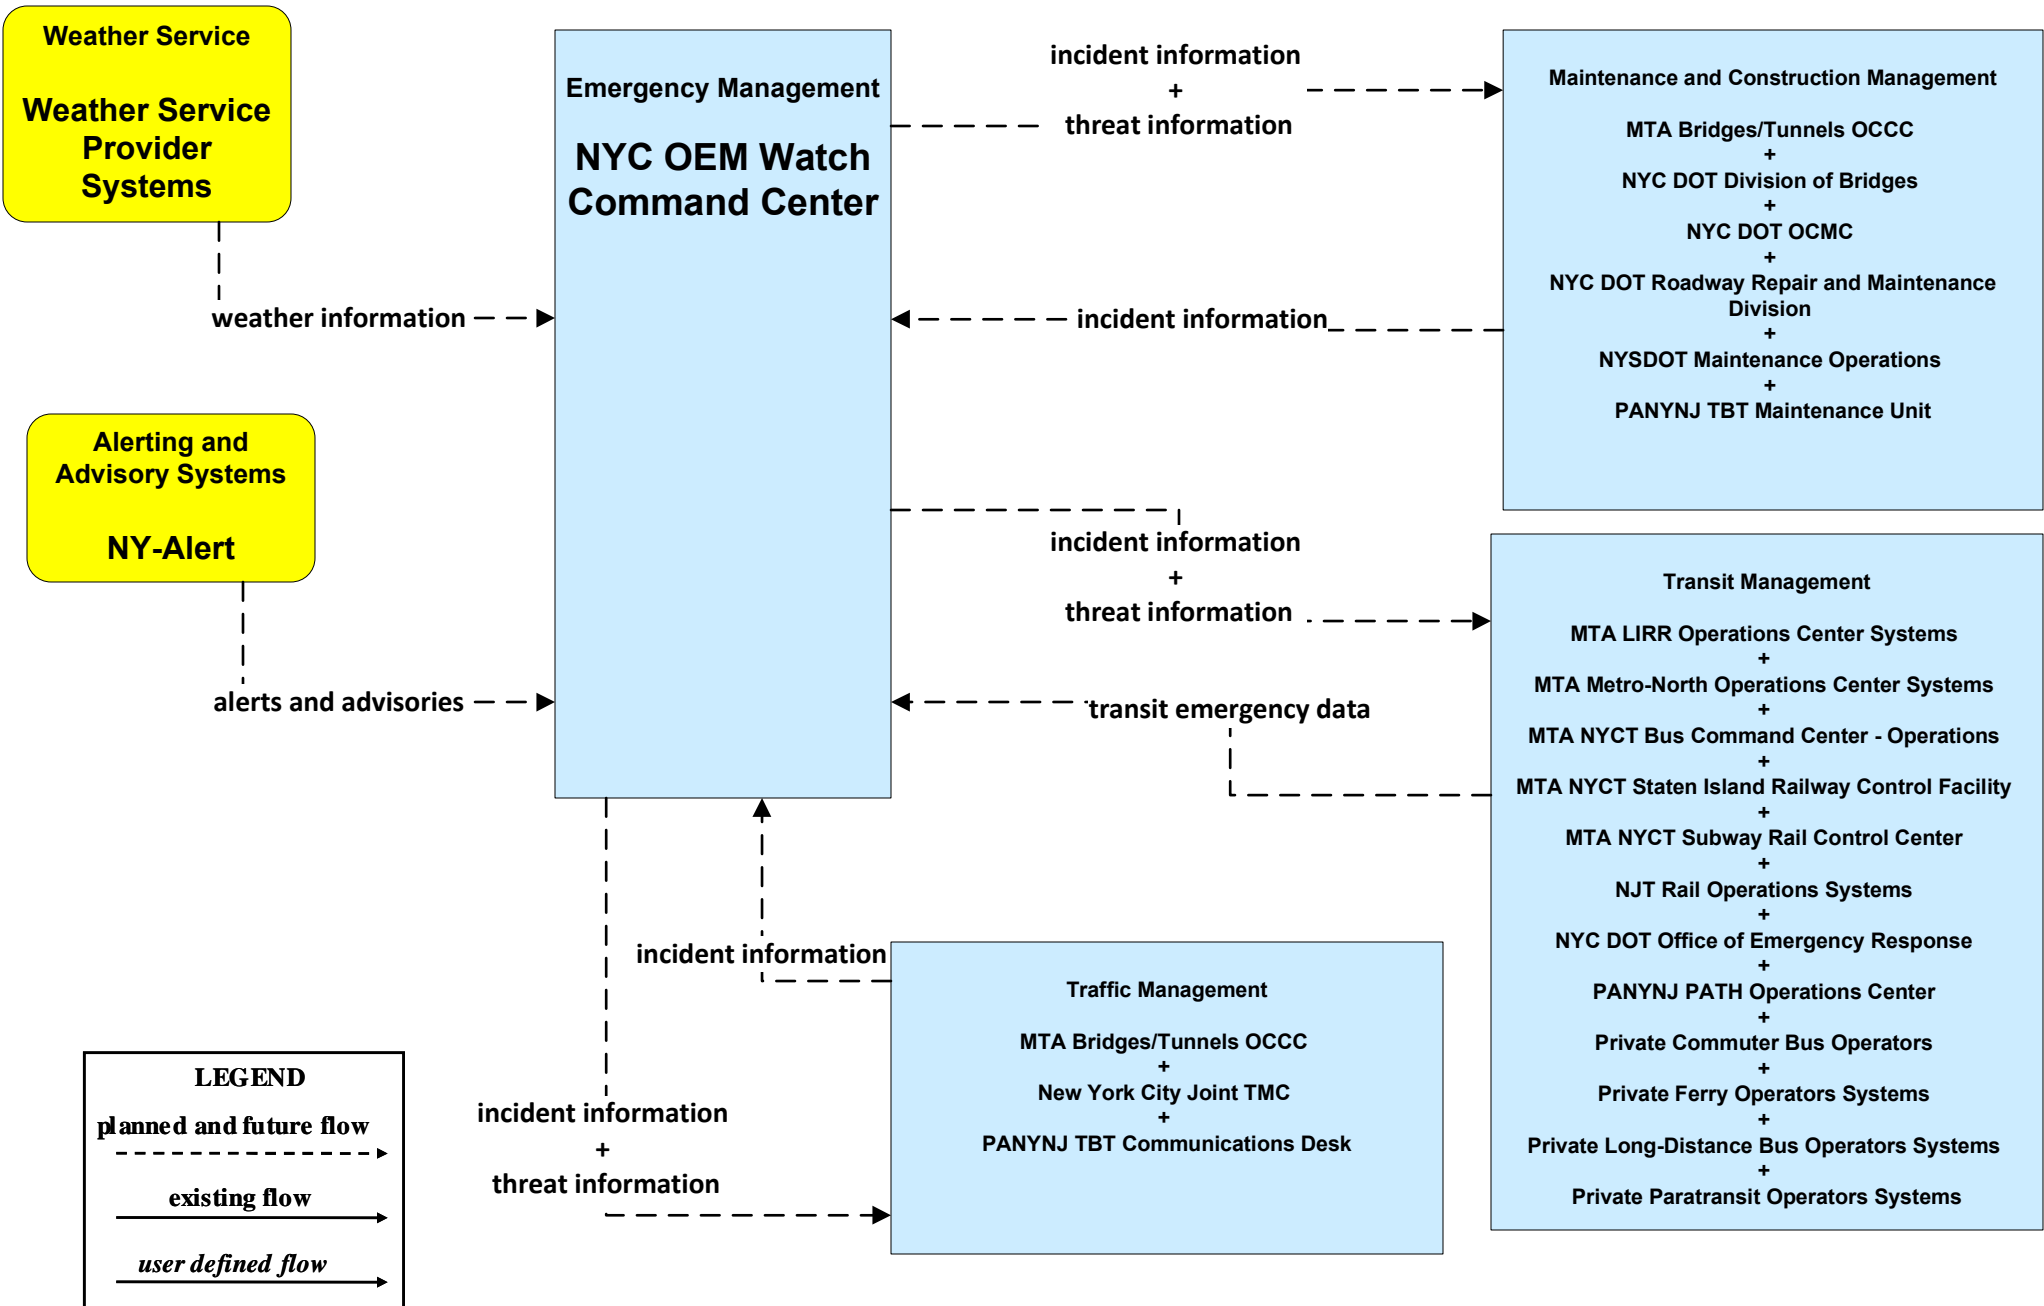 Weather Service
Weather Service
Provider
Systems
weather information
Alerting and
Advisory Systems
NY-Alert
alerts and advisories
Emergency Management
NYC OEM Watch
Command Center
incident information
+
threat information
incident information
incident information
+
threat information
transit emergency data
incident information
incident information
+
threat information
Maintenance and Construction Management
MTA Bridges/Tunnels OCCC
+
NYC DOT Division of Bridges
+
NYC DOT OCMC
+
NYC DOT Roadway Repair and Maintenance
Division
+
NYSDOT Maintenance Operations
+
PANYNJ TBT Maintenance Unit
Transit Management
MTA LIRR Operations Center Systems
+
MTA Metro-North Operations Center Systems
+
MTA NYCT Bus Command Center - Operations
+
MTA NYCT Staten Island Railway Control Facility
+
MTA NYCT Subway Rail Control Center
+
NJT Rail Operations Systems
+
NYC DOT Office of Emergency Response
+
PANYNJ PATH Operations Center
+
Private Commuter Bus Operators
+
Private Ferry Operators Systems
+
Private Long-Distance Bus Operators Systems
+
Private Paratransit Operators Systems
Traffic Management
MTA Bridges/Tunnels OCCC
+
New York City Joint TMC
+
PANYNJ TBT Communications Desk
LEGEND
planned and future flow
existing flow
user defined flow